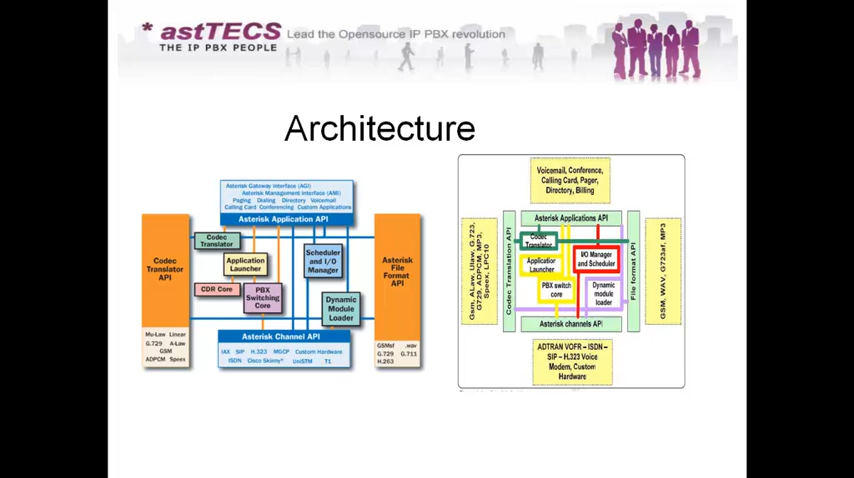 * astTECS
THE IP PBX PEOPLE
Lead the Opensource IP PBX revolution
Architecture
Asterisk Gateway Interface (AGI)
Asterisk Management Interface (AMI)
Paging Dialing Directory Voicemail
Calling Card Conferencing Custom Applications
Asterisk Application API
Codec
Translator
API
Mu-Law Linear
G.729 A-Law
GSM
ADPCM Speex
Codec
Translator
Application
Launcher
CDR Core
PBX
Switching
Core
Scheduler
and I/O
Manager
Dynamic
Module
Loader
Asterisk
File
Format
API
GSMsf .wav
G.729 G.711
H.263
Asterisk Channel API
IAX SIP H.323 MGCP Custom Hardware
ISDN Cisco Skinny* UniSTM T1
Voicemail, Conference,
Calling Card, Pager,
Directory, Billing
Asterisk Applications API
Gsm, ALaw, Ulaw, G.723,
G729, ADPCM, MP3,
Speek, LPC10
Codec Translation API
Codec
Translator
Application
Launcher
I/O Manager
and Scheduler
PBX switch
core
Dynamic
module
loader
File format API
GSM, WAV, G723af, MP3
Asterisk channels API
ADTRAN VOFR – ISDN –
SIP – H.323 Voice
Modem, Custom
Hardware